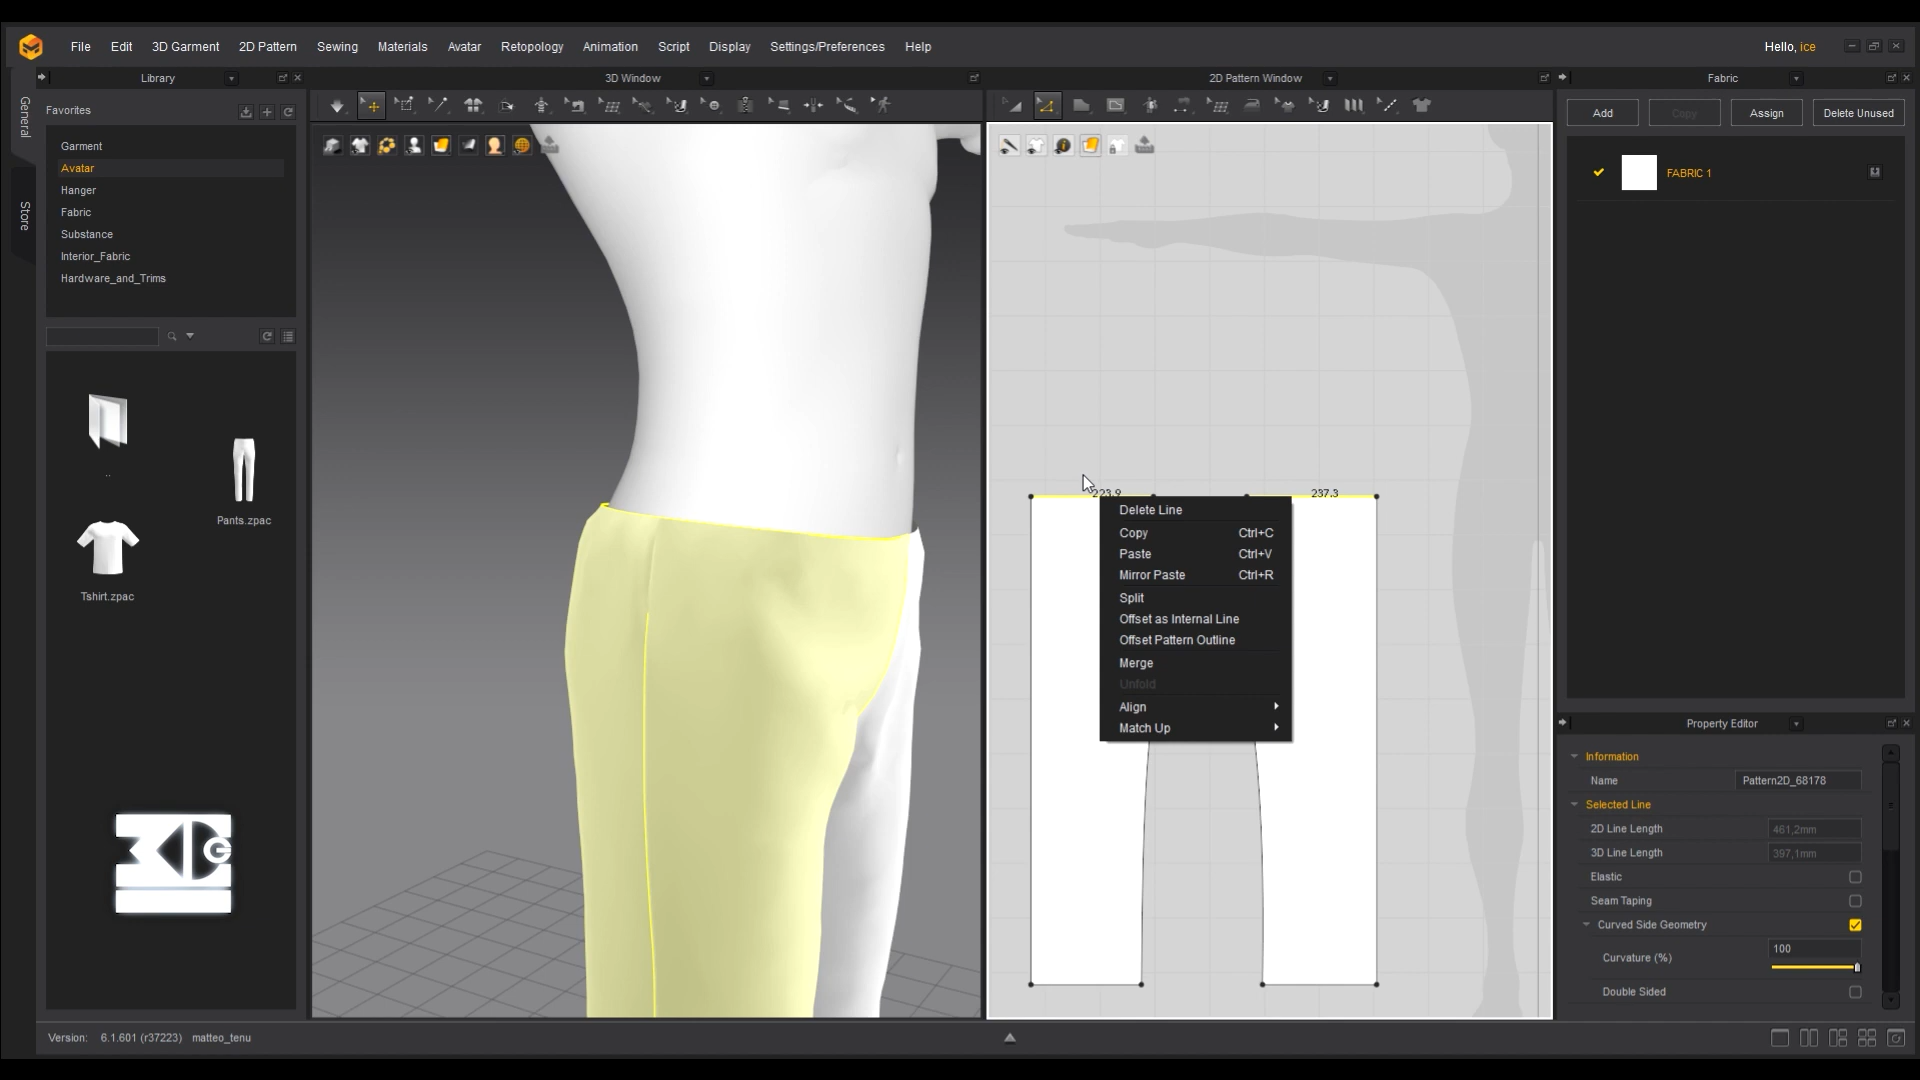 File Edit 3D Garment 2D Pattern Sewing Materials Avatar Retopology Animation Script Display Settings/Preferences Help
Hello, ice
Library
3D Window
2D Pattern Window
Fabric
General
Store
Favorites
Garment
Avatar
Hanger
Fabric
Substance
Interior_Fabric
Hardware_and_Trims
..
Pants.zpac
Tshirt.zpac
223.9
237.3
Delete Line
Copy Ctrl+C
Paste Ctrl+V
Mirror Paste Ctrl+R
Split
Offset as Internal Line
Offset Pattern Outline
Merge
Unfold
Align
Match Up
Add Copy Assign Delete Unused
FABRIC 1
Property Editor
Information
Name Pattern2D_68178
Selected Line
2D Line Length 461,2mm
3D Line Length 397,1mm
Elastic
Seam Taping
Curved Side Geometry
Curvature (%) 100
Double Sided
Version: 6.1.601 (r37223) matteo_tenu